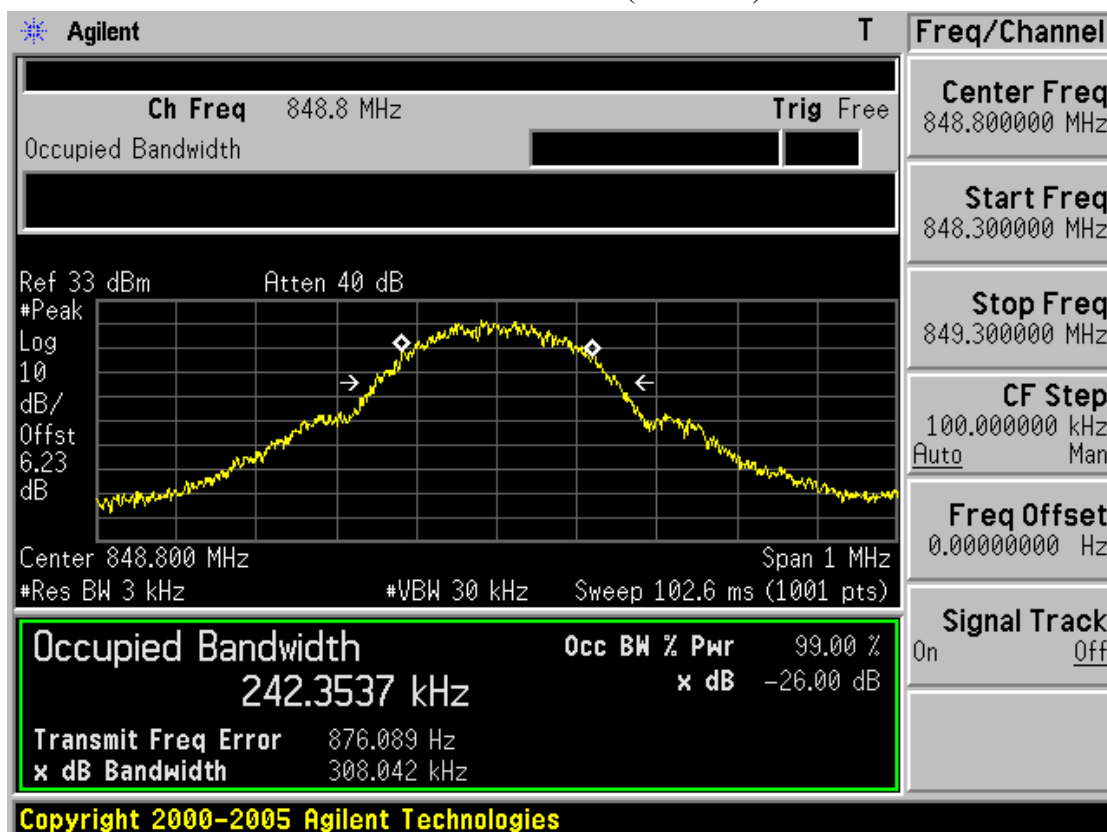 Agilent T
Freq/Channel
Ch Freq 848.8 MHz Trig Free
Occupied Bandwidth
Center Freq
848.800000 MHz
Start Freq
848.300000 MHz
Stop Freq
849.300000 MHz
CF Step
100.000000 kHz
Auto Man
Freq Offset
0.00000000 Hz
Signal Track
On Off
Ref 33 dBm Atten 40 dB
#Peak
Log
10
dB/
Offst
6.23
dB
Center 848.800 MHz Span 1 MHz
#Res BW 3 kHz #VBW 30 kHz Sweep 102.6 ms (1001 pts)
Occupied Bandwidth Occ BW % Pwr 99.00 %
242.3537 kHz x dB -26.00 dB
Transmit Freq Error 876.089 Hz
x dB Bandwidth 308.042 kHz
Copyright 2000-2005 Agilent Technologies